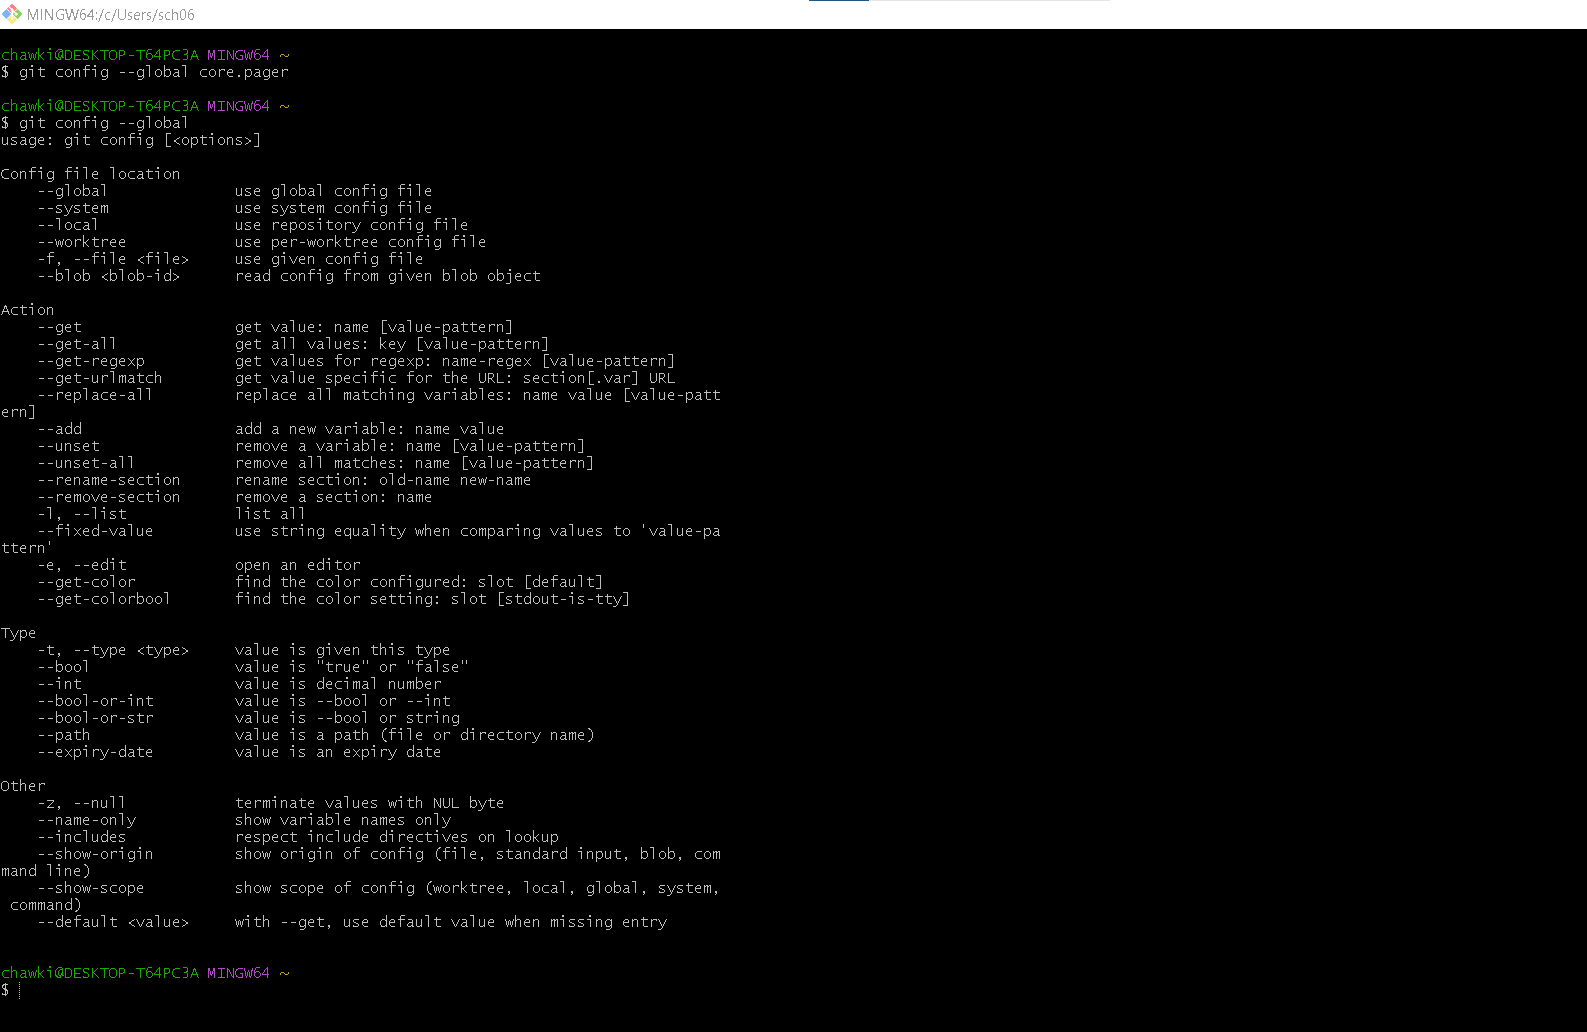 MINGW64:/c/Users/sch06
chawki@DESKTOP-T64PC3A MINGW64 ~
$ git config --global core.pager
chawki@DESKTOP-T64PC3A MINGW64 ~
$ git config --global
usage: git config [<options>]
Config file location
--global use global config file
--system use system config file
--local use repository config file
--worktree use per-worktree config file
-f, --file <file> use given config file
--blob <blob-id> read config from given blob object
Action
--get get value: name [value-pattern]
--get-all get all values: key [value-pattern]
--get-regexp get values for regexp: name-regex [value-pattern]
--get-urlmatch get value specific for the URL: section[.var] URL
--replace-all replace all matching variables: name value [value-patt
ern]
--add add a new variable: name value
--unset remove a variable: name [value-pattern]
--unset-all remove all matches: name [value-pattern]
--rename-section rename section: old-name new-name
--remove-section remove a section: name
-l, --list list all
--fixed-value use string equality when comparing values to 'value-pa
ttern'
-e, --edit open an editor
--get-color find the color configured: slot [default]
--get-colorbool find the color setting: slot [stdout-is-tty]
Type
-t, --type <type> value is given this type
--bool value is "true" or "false"
--int value is decimal number
--bool-or-int value is --bool or --int
--bool-or-str value is --bool or string
--path value is a path (file or directory name)
--expiry-date value is an expiry date
Other
-z, --null terminate values with NUL byte
--name-only show variable names only
--includes respect include directives on lookup
--show-origin show origin of config (file, standard input, blob, com
mand line)
--show-scope show scope of config (worktree, local, global, system,
command)
--default <value> with --get, use default value when missing entry
chawki@DESKTOP-T64PC3A MINGW64 ~
$